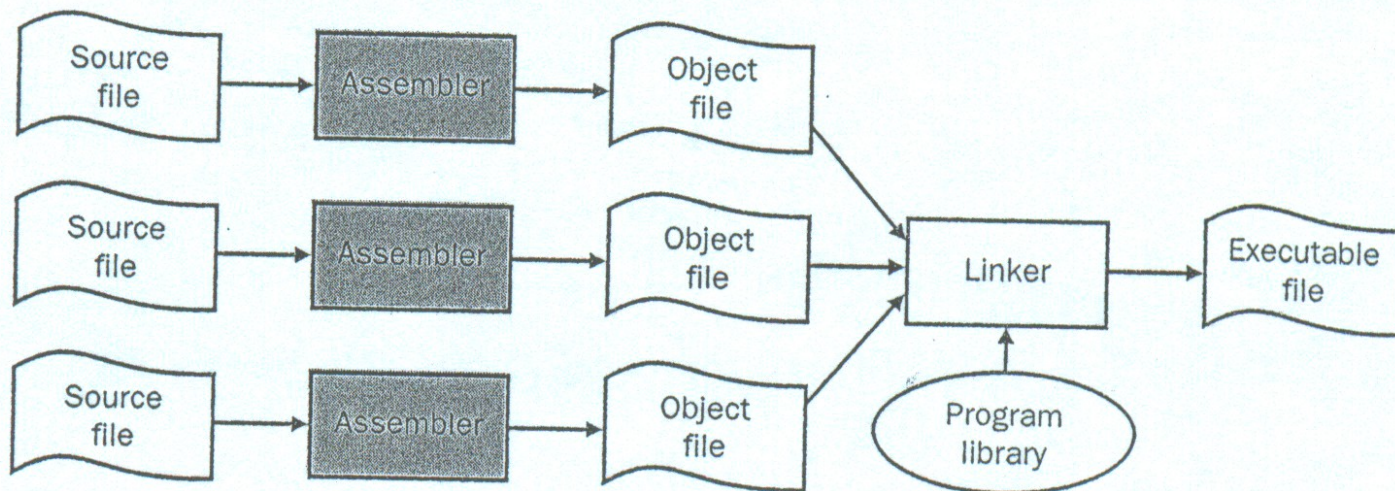 Source
file
Assembler
Object
file
Source
file
Assembler
Object
file
Linker
Executable
file
Source
file
Assembler
Object
file
Program
library